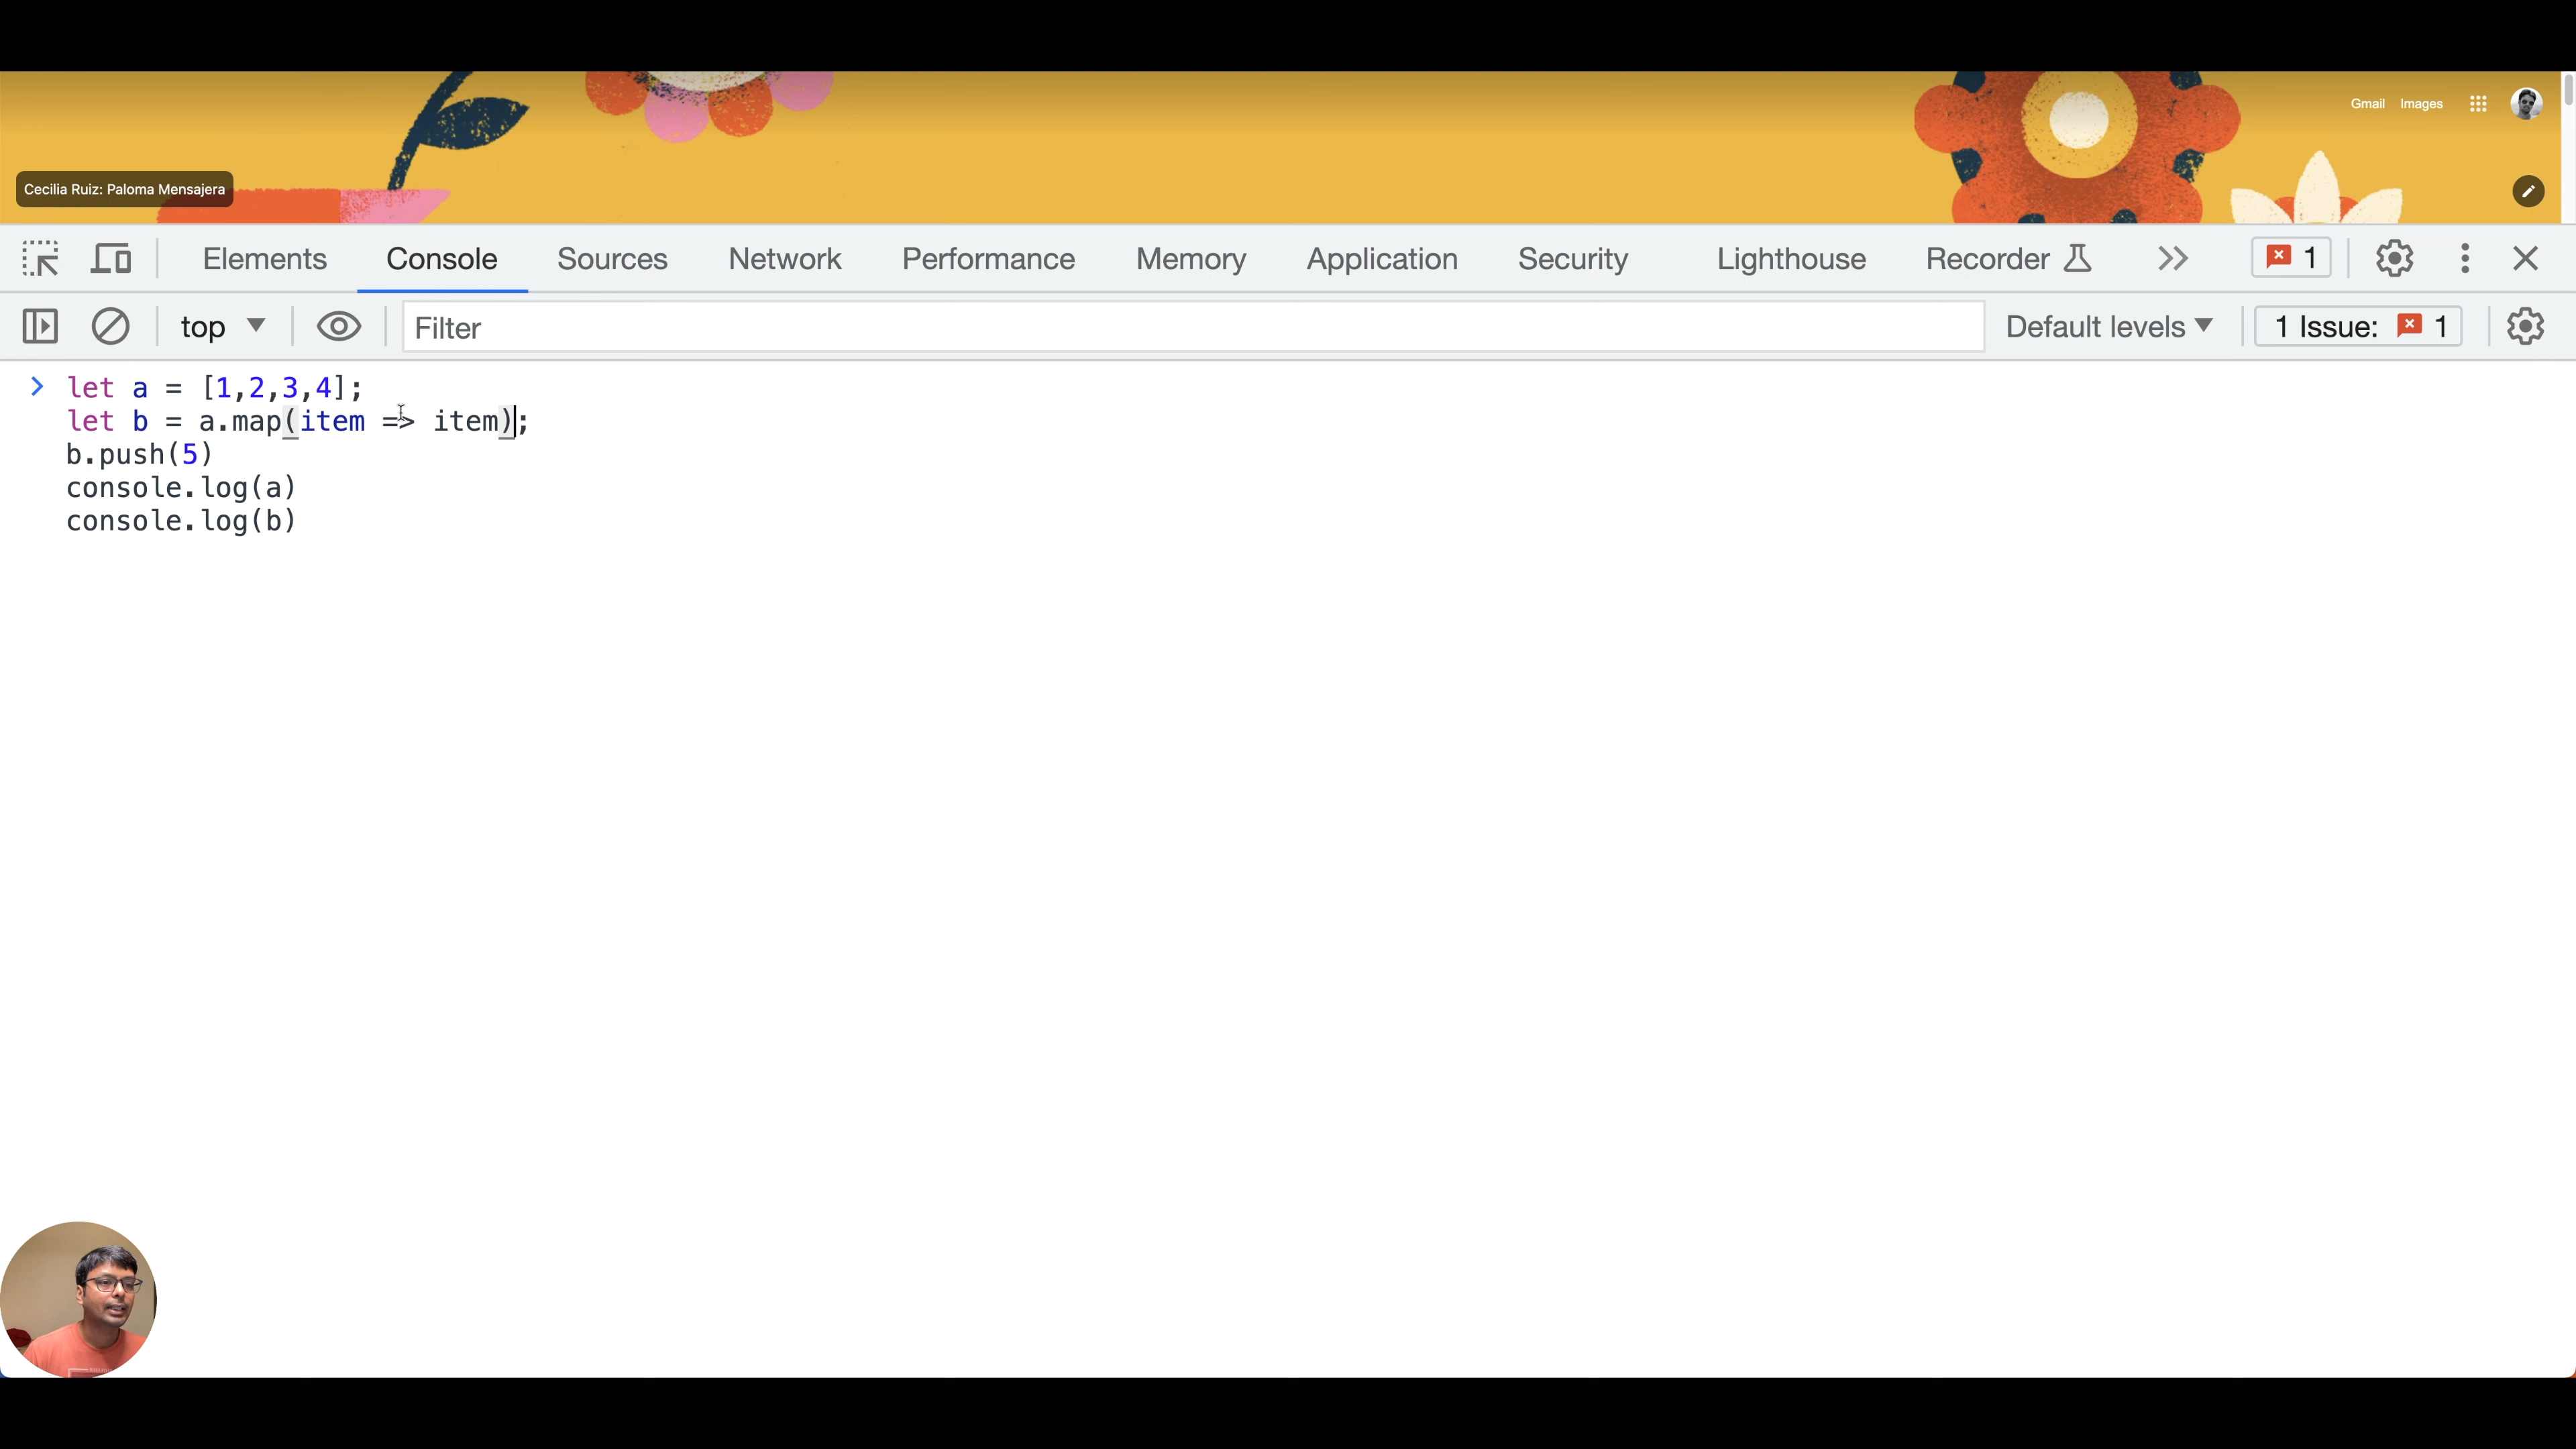 Gmail Images
Cecilia Ruiz: Paloma Mensajera
Elements Console Sources Network Performance Memory Application Security Lighthouse Recorder 1
top Filter Default levels 1 Issue: 1
let a = [1,2,3,4];
let b = a.map(item => item);
b.push(5)
console.log(a)
console.log(b)